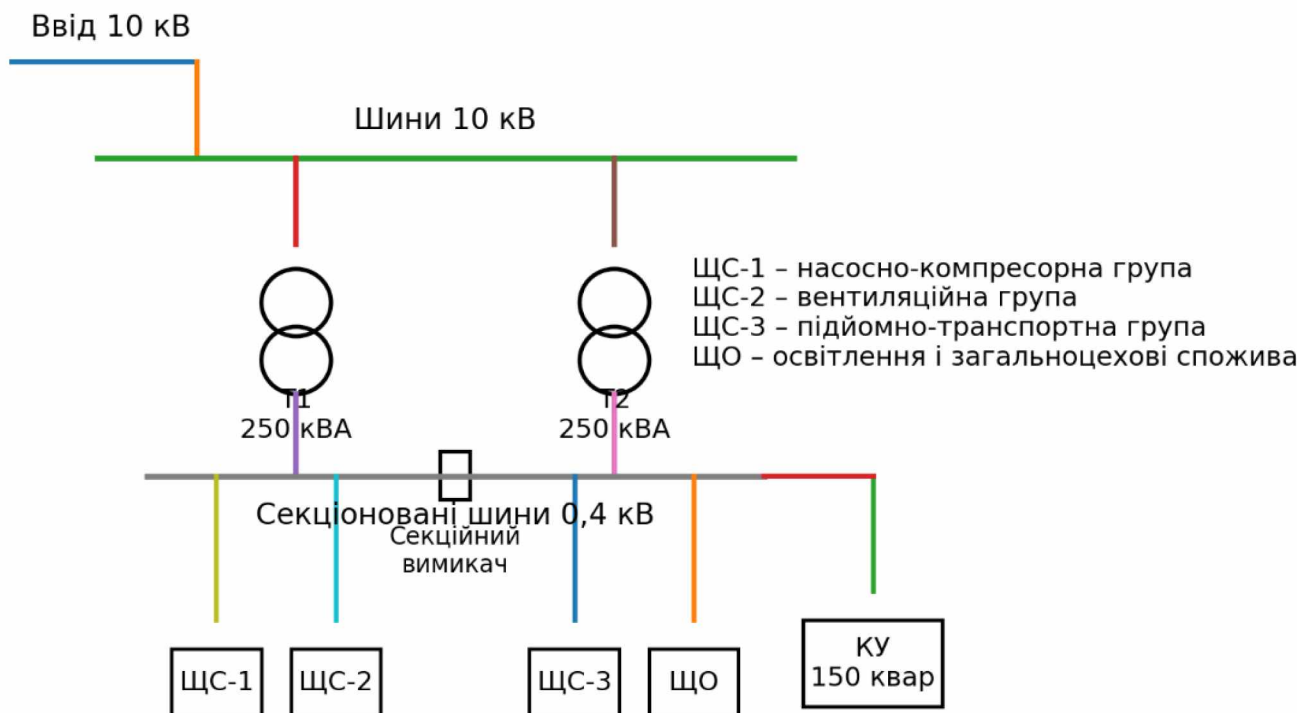 Ввід 10 кВ
Шини 10 кВ
ЩС-1 – насосно-компресорна група
ЩС-2 – вентиляційна група
ЩС-3 – підйомно-транспортна група
ЩО – освітлення і загальноцехові спожива
Т1
250 кВА
Т2
250 кВА
Секціоновані шини 0,4 кВ
Секційний
вимикач
ЩС-1
ЩС-2
ЩС-3
ЩО
КУ
150 квар